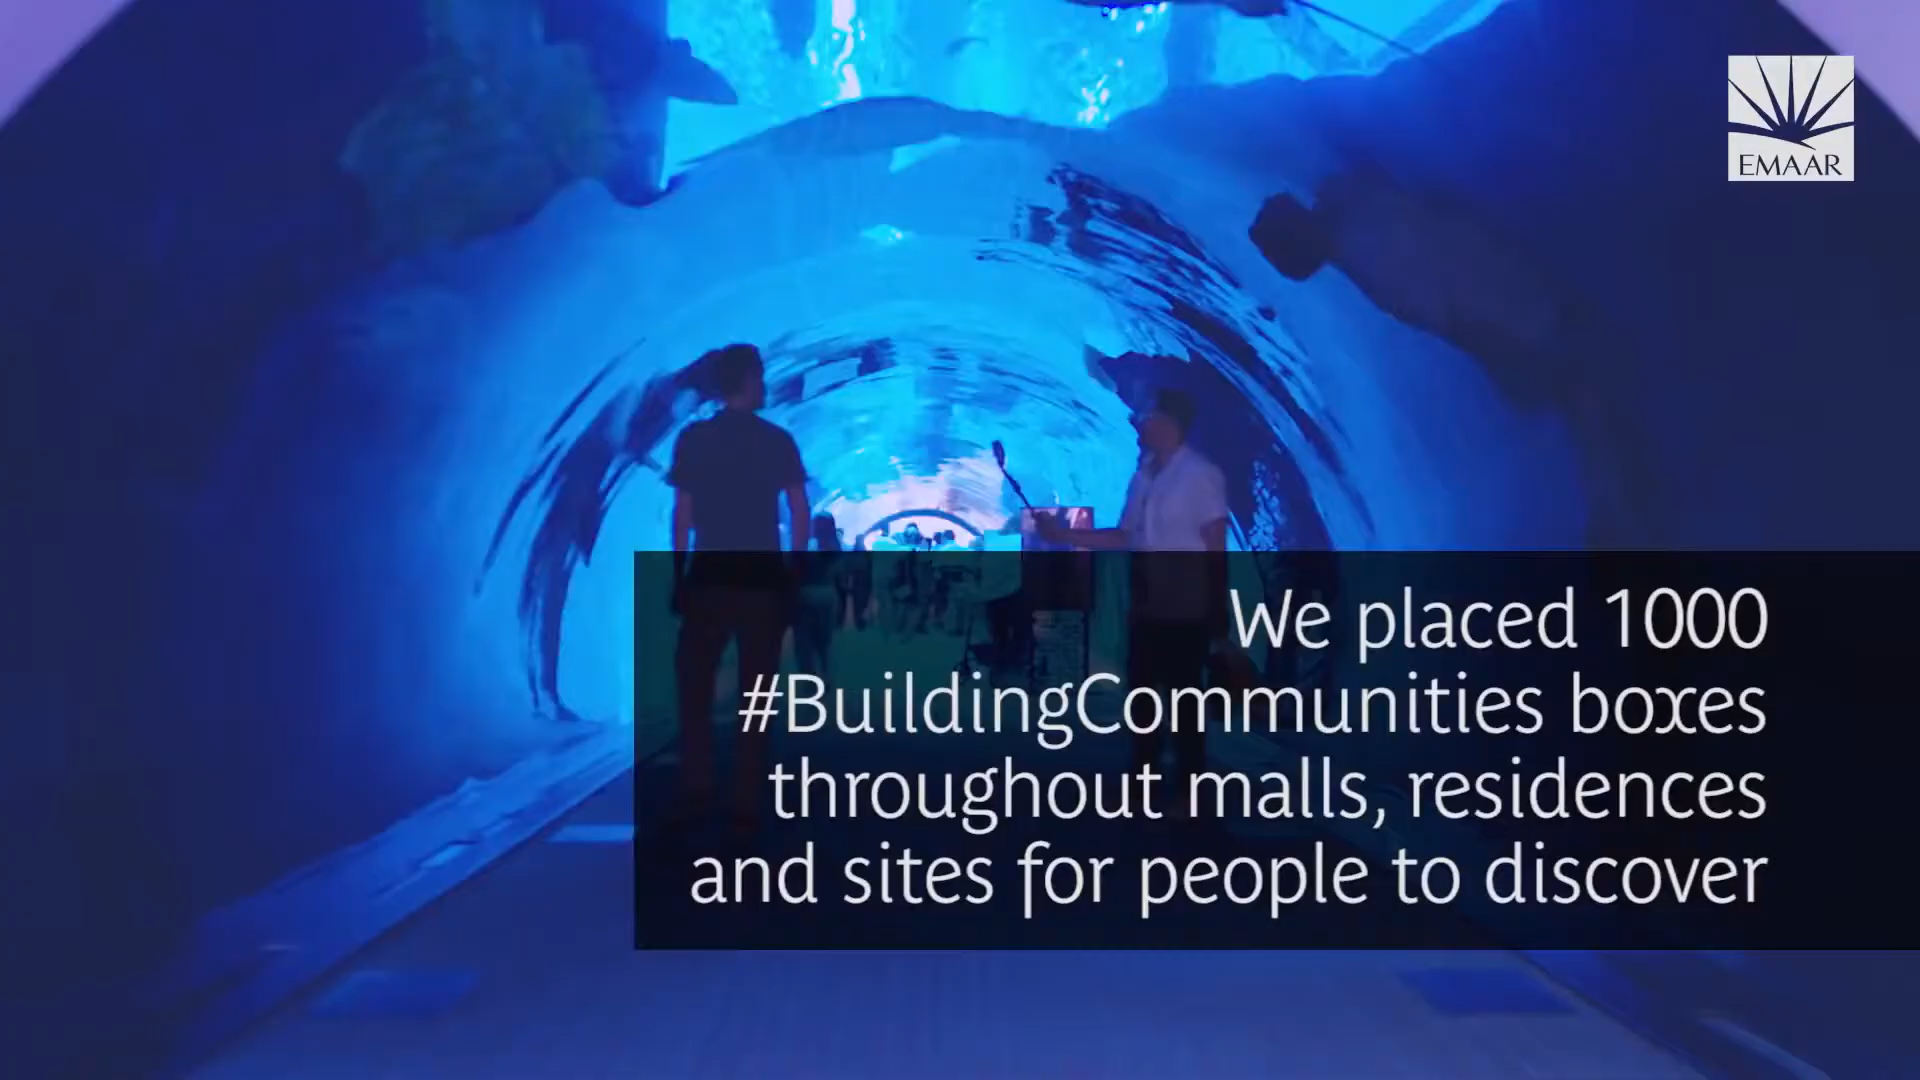 EMAAR
We placed 1000
#BuildingCommunities boxes
throughout malls, residences
and sites for people to discover